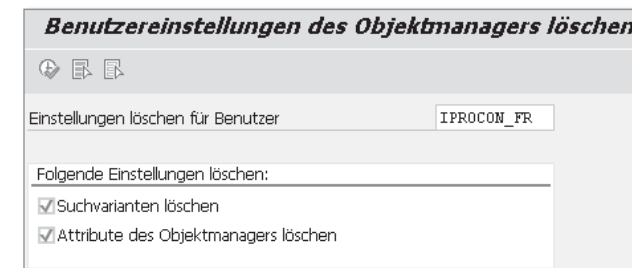 Benutzereinstellungen des Objektmanagers löschen
Einstellungen löschen für Benutzer IPROCON_FR
Folgende Einstellungen löschen:
Suchvarianten löschen
Attribute des Objektmanagers löschen